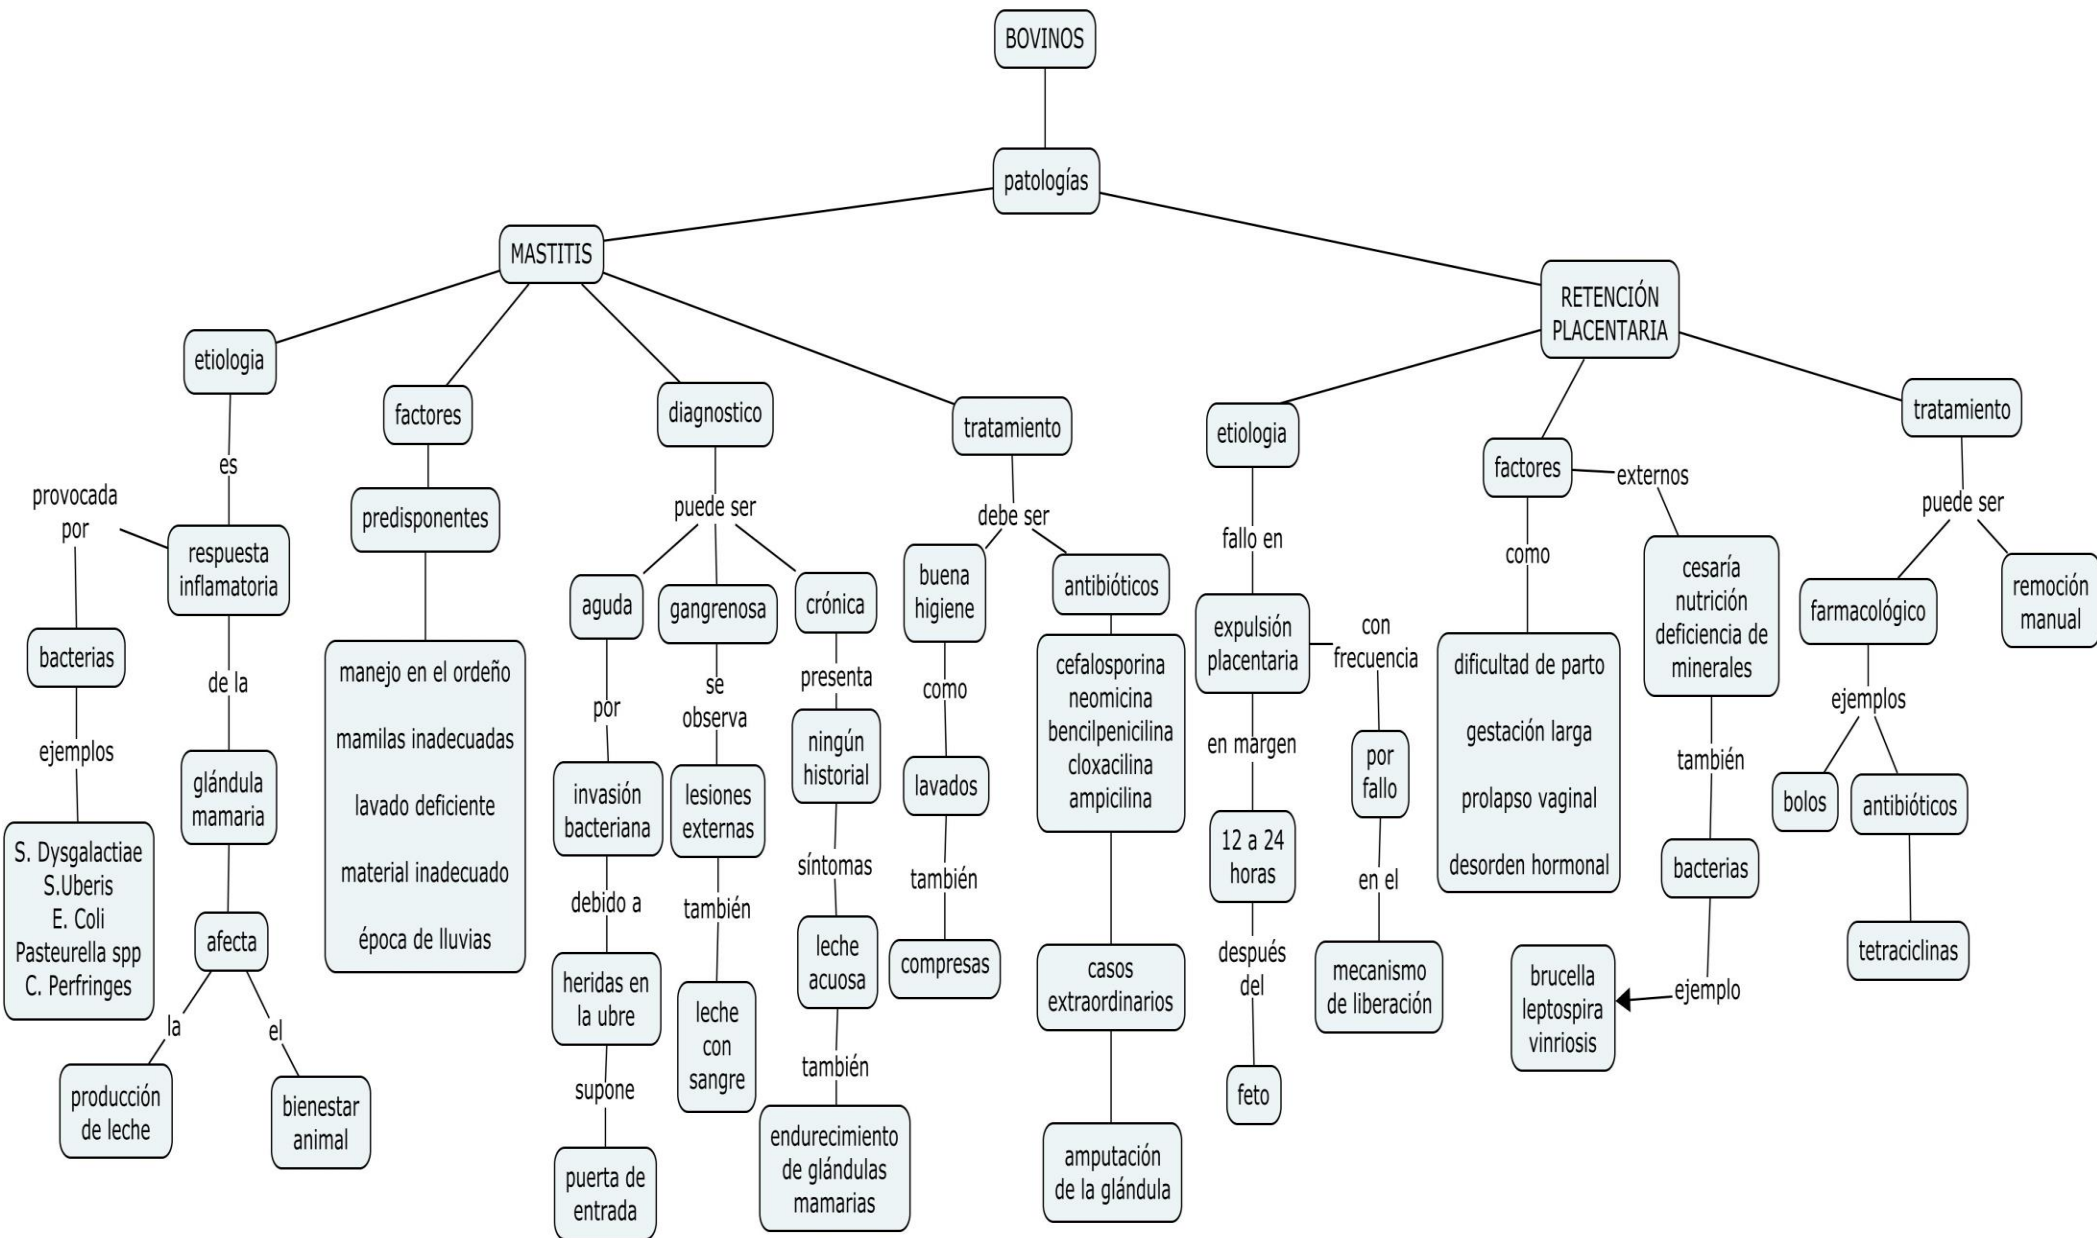 BOVINOS
patologías
MASTITIS
etiologia
es
provocada
por
respuesta
inflamatoria
bacterias
ejemplos
S. Dysgalactiae
S.Uberis
E. Coli
Pasteurella spp
C. Perfringes
de la
glándula
mamaria
afecta
la
producción
de leche
el
bienestar
animal
factores
predisponentes
manejo en el ordeño
mamilas inadecuadas
lavado deficiente
material inadecuado
época de lluvias
diagnostico
puede ser
aguda
por
invasión
bacteriana
debido a
heridas en
la ubre
supone
puerta de
entrada
gangrenosa
se
observa
lesiones
externas
también
leche
con
sangre
crónica
presenta
ningún
historial
síntomas
leche
acuosa
también
endurecimiento
de glándulas
mamarias
tratamiento
debe ser
buena
higiene
como
lavados
también
compresas
antibióticos
cefalosporina
neomicina
bencilpenicilina
cloxacilina
ampicilina
casos
extraordinarios
amputación
de la glándula
RETENCIÓN
PLACENTARIA
etiologia
fallo en
expulsión
placentaria
en margen
12 a 24
horas
después
del
feto
con
frecuencia
por
fallo
en el
mecanismo
de liberación
factores
como
dificultad de parto
gestación larga
prolapso vaginal
desorden hormonal
externos
cesaría
nutrición
deficiencia de
minerales
también
bacterias
ejemplo
brucella
leptospira
vinriosis
tratamiento
puede ser
farmacológico
ejemplos
bolos
antibióticos
tetraciclinas
remoción
manual